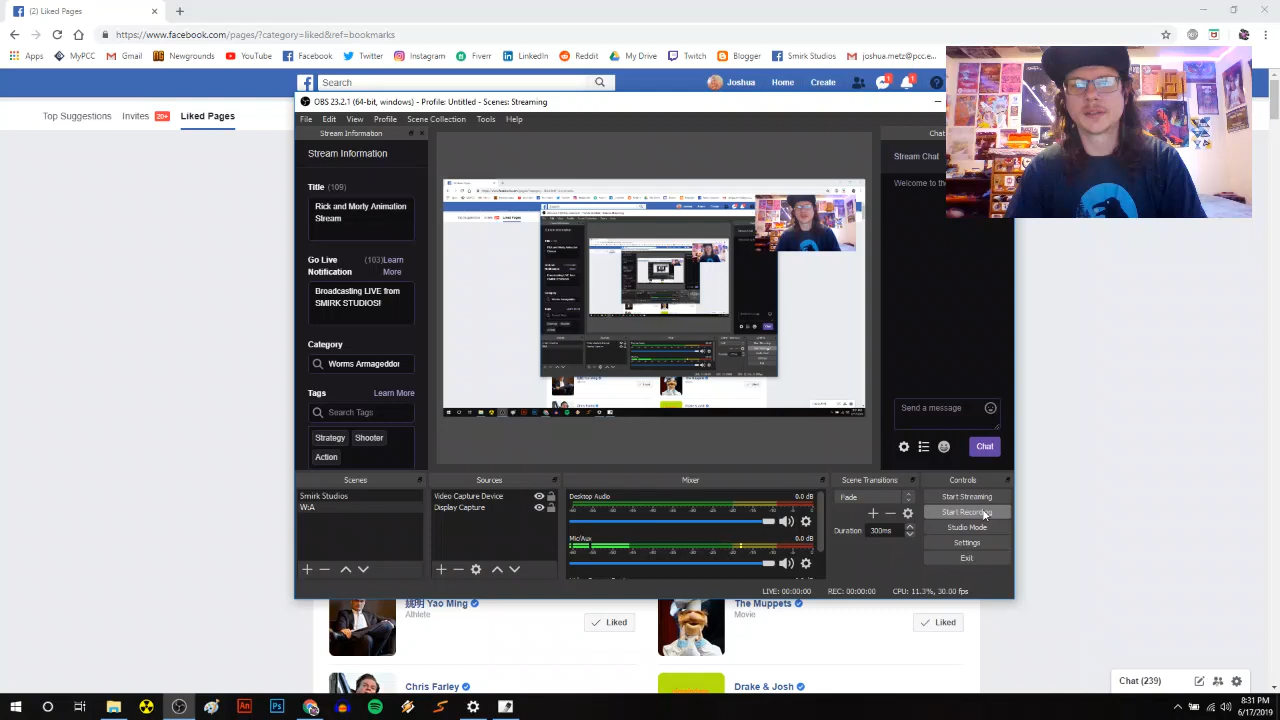 (2) Liked Pages
https://www.facebook.com/pages/?category=liked&ref=bookmarks
Apps
MyPCC
Gmail
Newgrounds
YouTube
Facebook
Twitter
Instagram
Fiverr
LinkedIn
Reddit
My Drive
Twitch
Blogger
Smirk Studios
joshua.metz@pcc.e...
Search
Joshua
Home
Create
1
1
Top Suggestions
Invites
20+
Liked Pages
OBS 23.2.1 (64-bit, windows) - Profile: Untitled - Scenes: Streaming
File
Edit
View
Profile
Scene Collection
Tools
Help
Stream Information
Chat
Stream Information
Title (109)
Rick and Morty Animation
Stream
Go Live (103)Learn
Notification More
Broadcasting LIVE from
SMIRK STUDIOS!
Category
Worms Armageddon
Tags Learn More
Search Tags
Strategy
Shooter
Action
Stream Chat
Welcome to the
Send a message
Chat
Scenes
Smirk Studios
W:A
Sources
Video Capture Device
Display Capture
Mixer
Desktop Audio 0.0 dB
Mic/Aux 0.0 dB
Scene Transitions
Fade
Duration 300ms
Controls
Start Streaming
Start Recording
Studio Mode
Settings
Exit
LIVE: 00:00:00
REC: 00:00:00
CPU: 11.3%, 30.00 fps
姚明 Yao Ming
Athlete
Liked
The Muppets
Movie
Liked
Chris Farley
Drake & Josh
Chat (239)
8:31 PM
6/17/2019